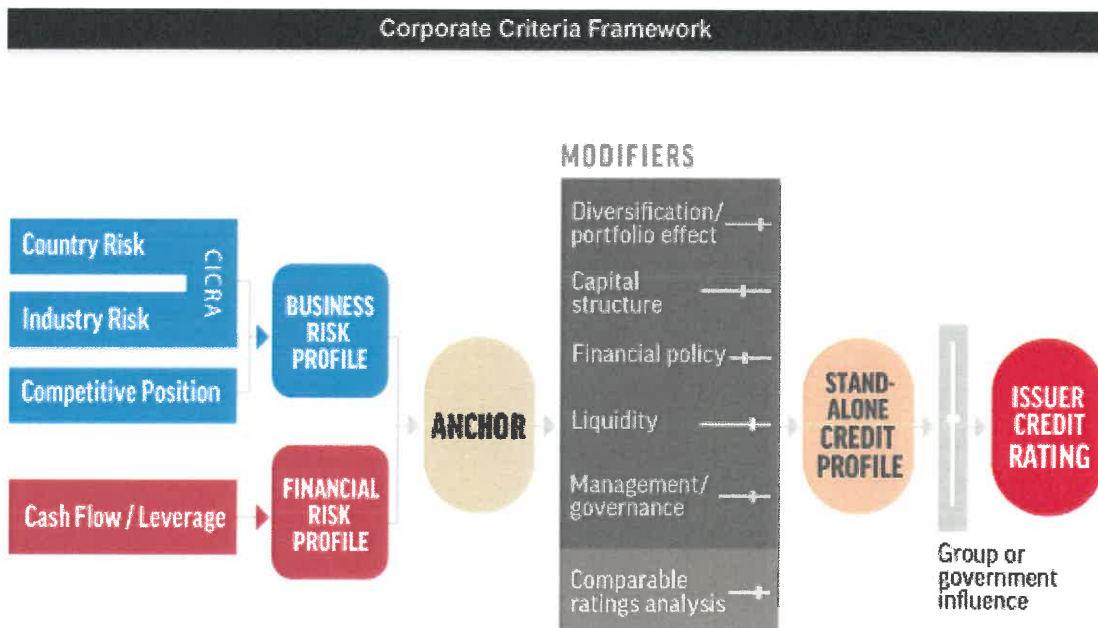 Corporate Criteria Framework
MODIFIERS
Country Risk
Industry Risk
CICRA
Competitive Position
Cash Flow / Leverage
BUSINESS
RISK
PROFILE
FINANCIAL
RISK
PROFILE
ANCHOR
Diversification/
portfolio effect
Capital
structure
Financial policy
Liquidity
Management/
governance
Comparable
ratings analysis
STAND-
ALONE
CREDIT
PROFILE
Group or
government
influence
ISSUER
CREDIT
RATING